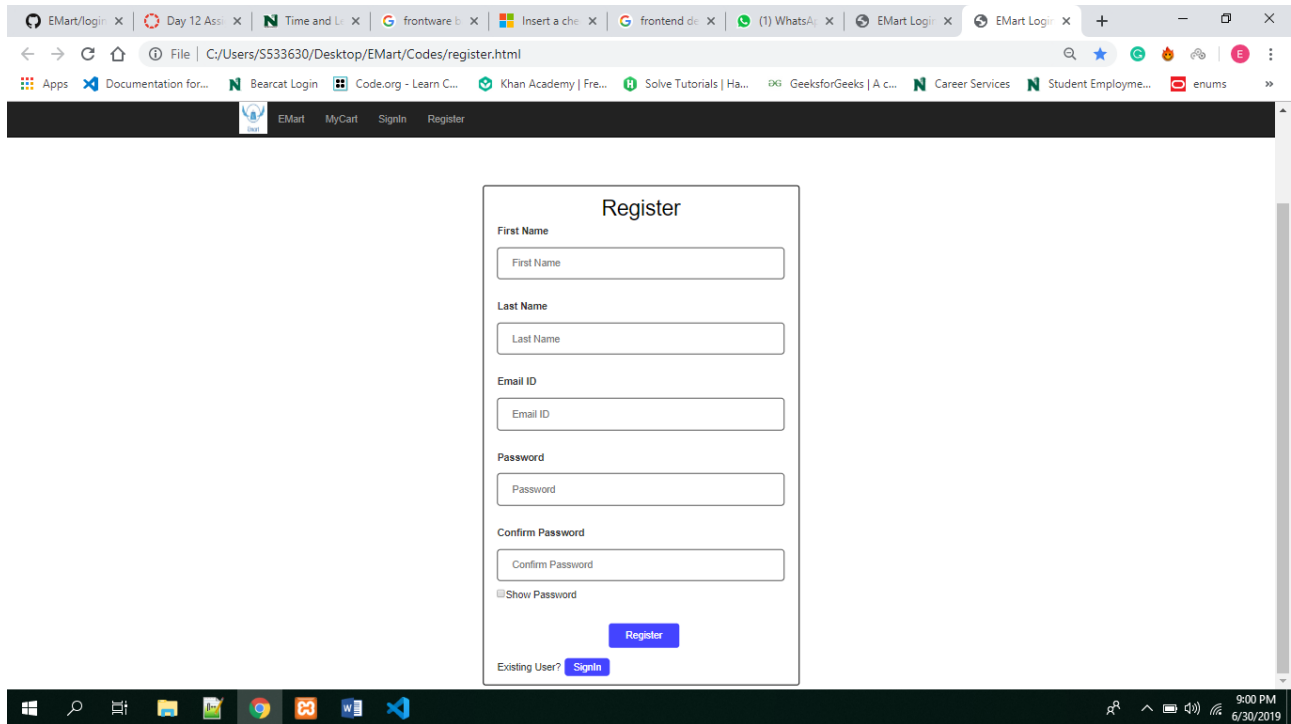 EMart/login
Day 12 Assi
Time and Le
frontware b
Insert a che
frontend de
(1) WhatsAp
EMart Login
EMart Login
File | C:/Users/S533630/Desktop/EMart/Codes/register.html
E
Apps Documentation for... Bearcat Login Code.org - Learn C... Khan Academy | Fre... Solve Tutorials | Ha... GeeksforGeeks | A c... Career Services Student Employme... enums »
EMart MyCart SignIn Register
Register
First Name
First Name
Last Name
Last Name
Email ID
Email ID
Password
Password
Confirm Password
Confirm Password
Show Password
Register
Existing User? SignIn
9:00 PM
6/30/2019